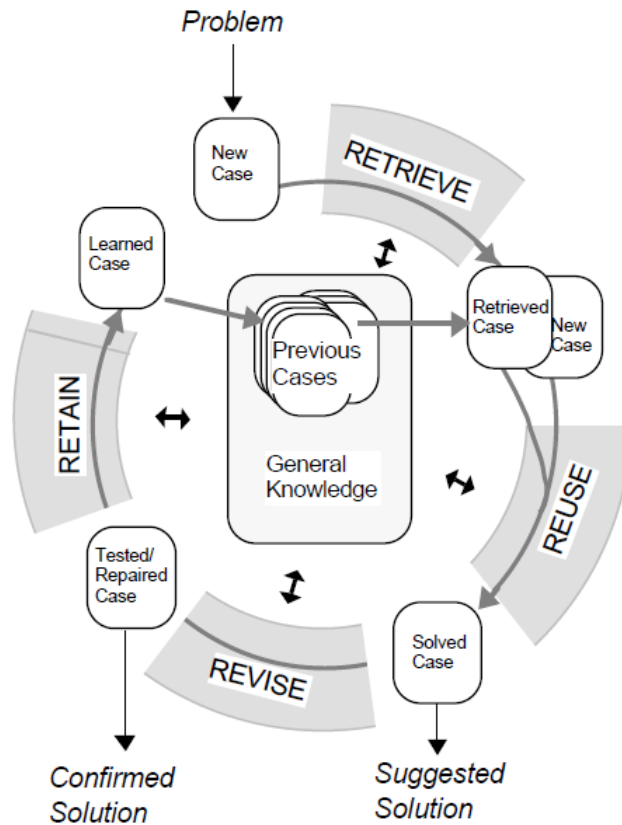 Problem
New
Case
RETRIEVE
Learned
Case
Retrieved
Case
New
Case
Previous
Cases
RETAIN
General
Knowledge
REUSE
Tested/
Repaired
Case
REVISE
Solved
Case
Confirmed
Solution
Suggested
Solution